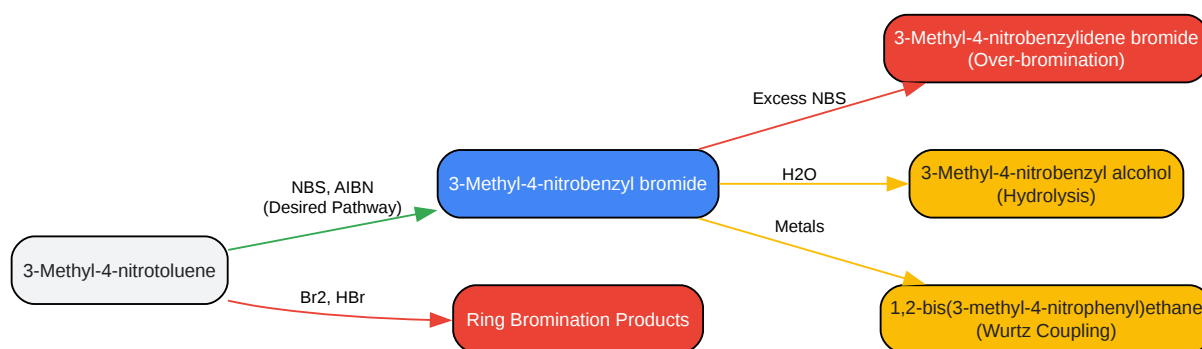 3-Methyl-4-nitrobenzylidene bromide
(Over-bromination)
Excess NBS
NBS, AIBN
(Desired Pathway)
3-Methyl-4-nitrobenzyl bromide
H2O
3-Methyl-4-nitrobenzyl alcohol
(Hydrolysis)
Metals
3-Methyl-4-nitrotoluene
Br2, HBr
Ring Bromination Products
1,2-bis(3-methyl-4-nitrophenyl)ethane
(Wurtz Coupling)